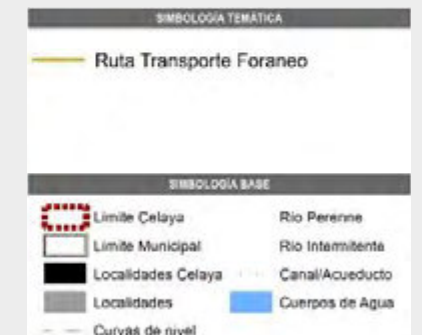 SIMBOLOGÍA TEMÁTICA
Ruta Transporte Foraneo
SIMBOLOGÍA BASE
Limite Celaya
Rio Perenne
Limite Municipal
Rio Intermitente
Localidades Celaya
Canal/Acueducto
Localidades
Cuerpos de Agua
Curvas de nivel